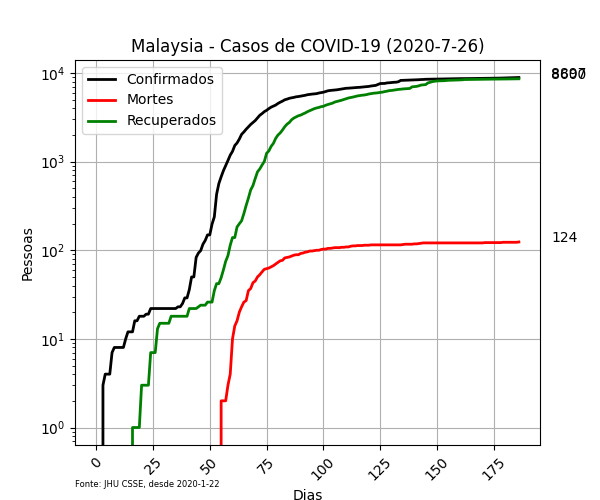 Malaysia - Casos de COVID-19 (2020-7-26)
Confirmados
Mortes
Recuperados
10⁴
10³
10²
10¹
10⁰
Pessoas
124
0
25
50
75
100
125
150
175
Dias
Fonte: JHU CSSE, desde 2020-1-22